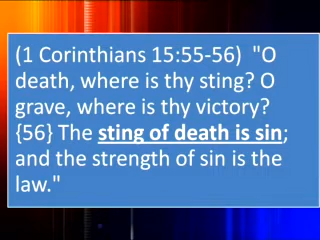 (1 Corinthians 15:55-56)  "O
death, where is thy sting? O
grave, where is thy victory?
{56} The sting of death is sin;
and the strength of sin is the
law."